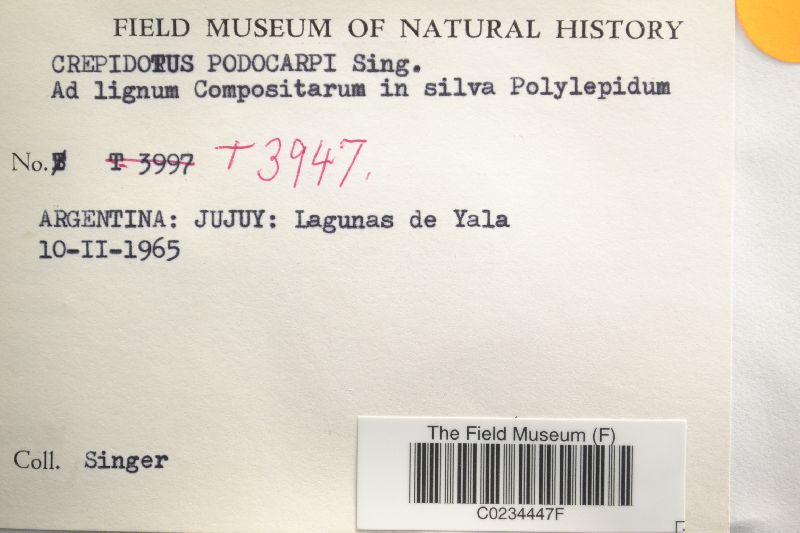 FIELD MUSEUM OF NATURAL HISTORY
CREPIDOTUS PODOCARPI Sing.
Ad lignum Compositarum in silva Polylepidum
No. T 3997 T 3947.
ARGENTINA: JUJUY: Lagunas de Yala
10-II-1965
Coll. Singer
The Field Museum (F)
C0234447F